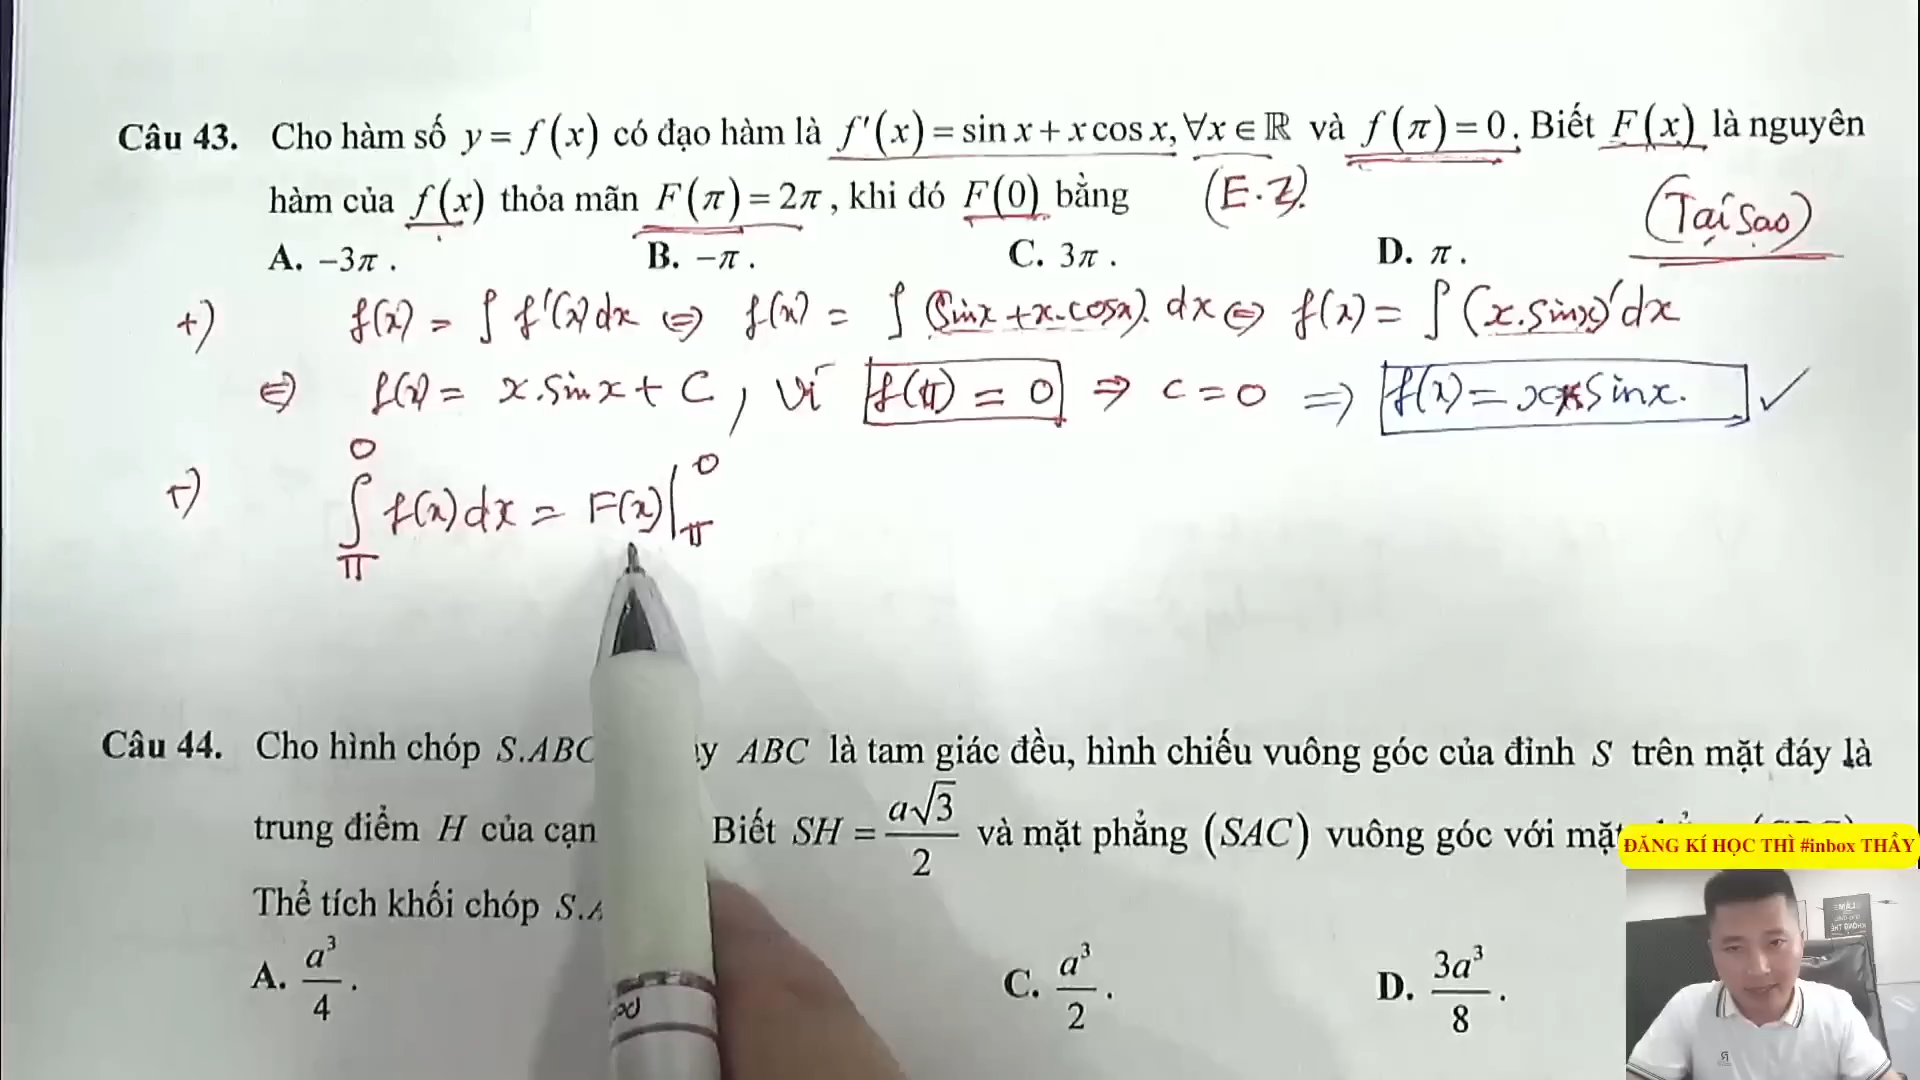 Câu 43. Cho hàm số y = f(x) có đạo hàm là f'(x) = sin x + x cos x, ∀x ∈ ℝ và f(π) = 0. Biết F(x) là nguyên
hàm của f(x) thỏa mãn F(π) = 2π, khi đó F(0) bằng (E.Z).
(Tại sao)
A. −3π. B. −π. C. 3π. D. π.
+) f(x) = ∫ f'(x)dx ⇔ f(x) = ∫ (sinx + x.cosx). dx ⇔ f(x) = ∫ (x.sinx)' dx
⇔ f(x) = x.sinx + C, vì f(π) = 0 ⇒ c = 0 ⇒ f(x) = x*sinx. ✓
+) ∫_π^0 f(x)dx = F(x)|_π^0
Câu 44. Cho hình chóp S.ABC ABC là tam giác đều, hình chiếu vuông góc của đỉnh S trên mặt đáy là
trung điểm H của Biết SH = a√3/2 và mặt phẳng (SAC) vuông góc với
Thể tích khối chóp
A. a³/4. C. a³/2. D. 3a³/8.
ĐĂNG KÍ HỌC THÌ #inbox THẦY